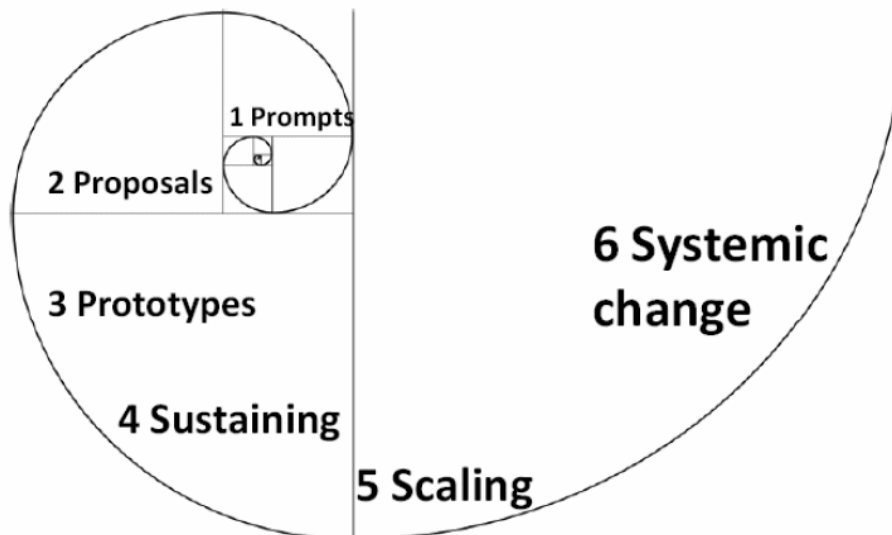 1 Prompts
2 Proposals
3 Prototypes
4 Sustaining
5 Scaling
6 Systemic
change